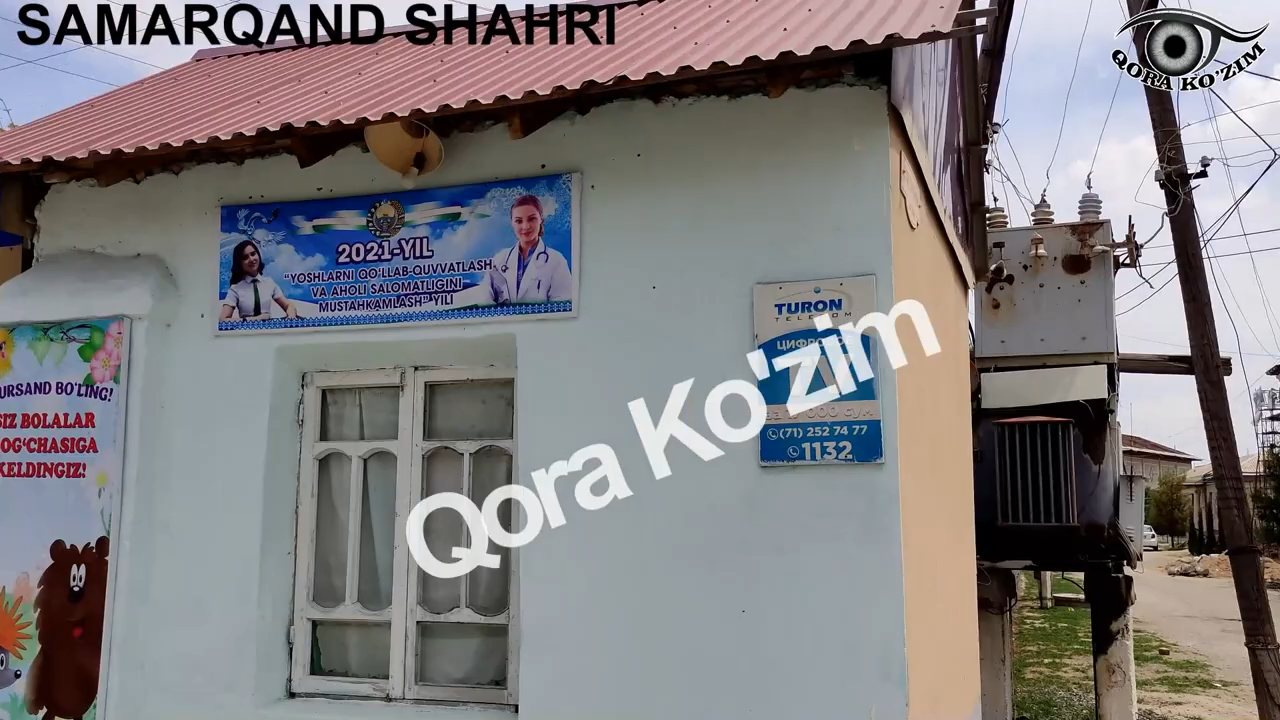 SAMARQAND SHAHRI
QORA KO'ZIM
2021-YIL
"YOSHLARNI QO'LLAB-QUVVATLASH
VA AHOLI SALOMATLIGINI
MUSTAHKAMLASH" YILI
TURON
TELECOM
(71) 252 74 77
1132
Qora Ko'zim
URSAND BO'LING!
SIZ BOLALAR
OG'CHASIGA
KELDINGIZ!